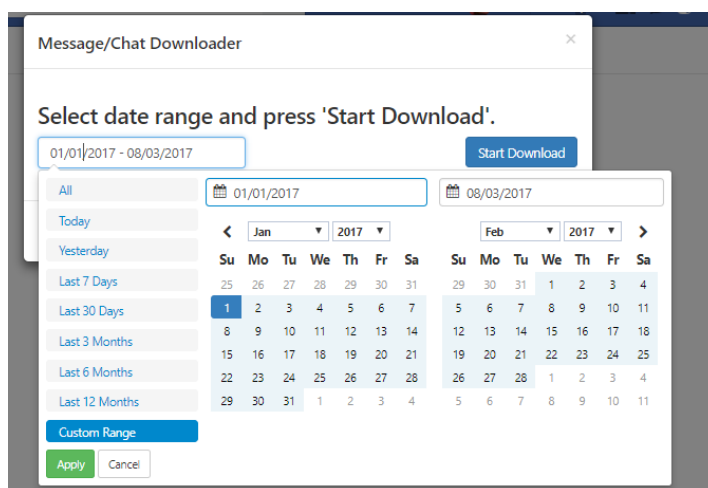 Message/Chat Downloader ×
Select date range and press 'Start Download'.
01/01/2017 - 08/03/2017 Start Download
All
Today
Yesterday
Last 7 Days
Last 30 Days
Last 3 Months
Last 6 Months
Last 12 Months
Custom Range
Apply Cancel
01/01/2017
Jan 2017
Su Mo Tu We Th Fr Sa
25 26 27 28 29 30 31
1 2 3 4 5 6 7
8 9 10 11 12 13 14
15 16 17 18 19 20 21
22 23 24 25 26 27 28
29 30 31 1 2 3 4
08/03/2017
Feb 2017
Su Mo Tu We Th Fr Sa
29 30 31 1 2 3 4
5 6 7 8 9 10 11
12 13 14 15 16 17 18
19 20 21 22 23 24 25
26 27 28 1 2 3 4
5 6 7 8 9 10 11